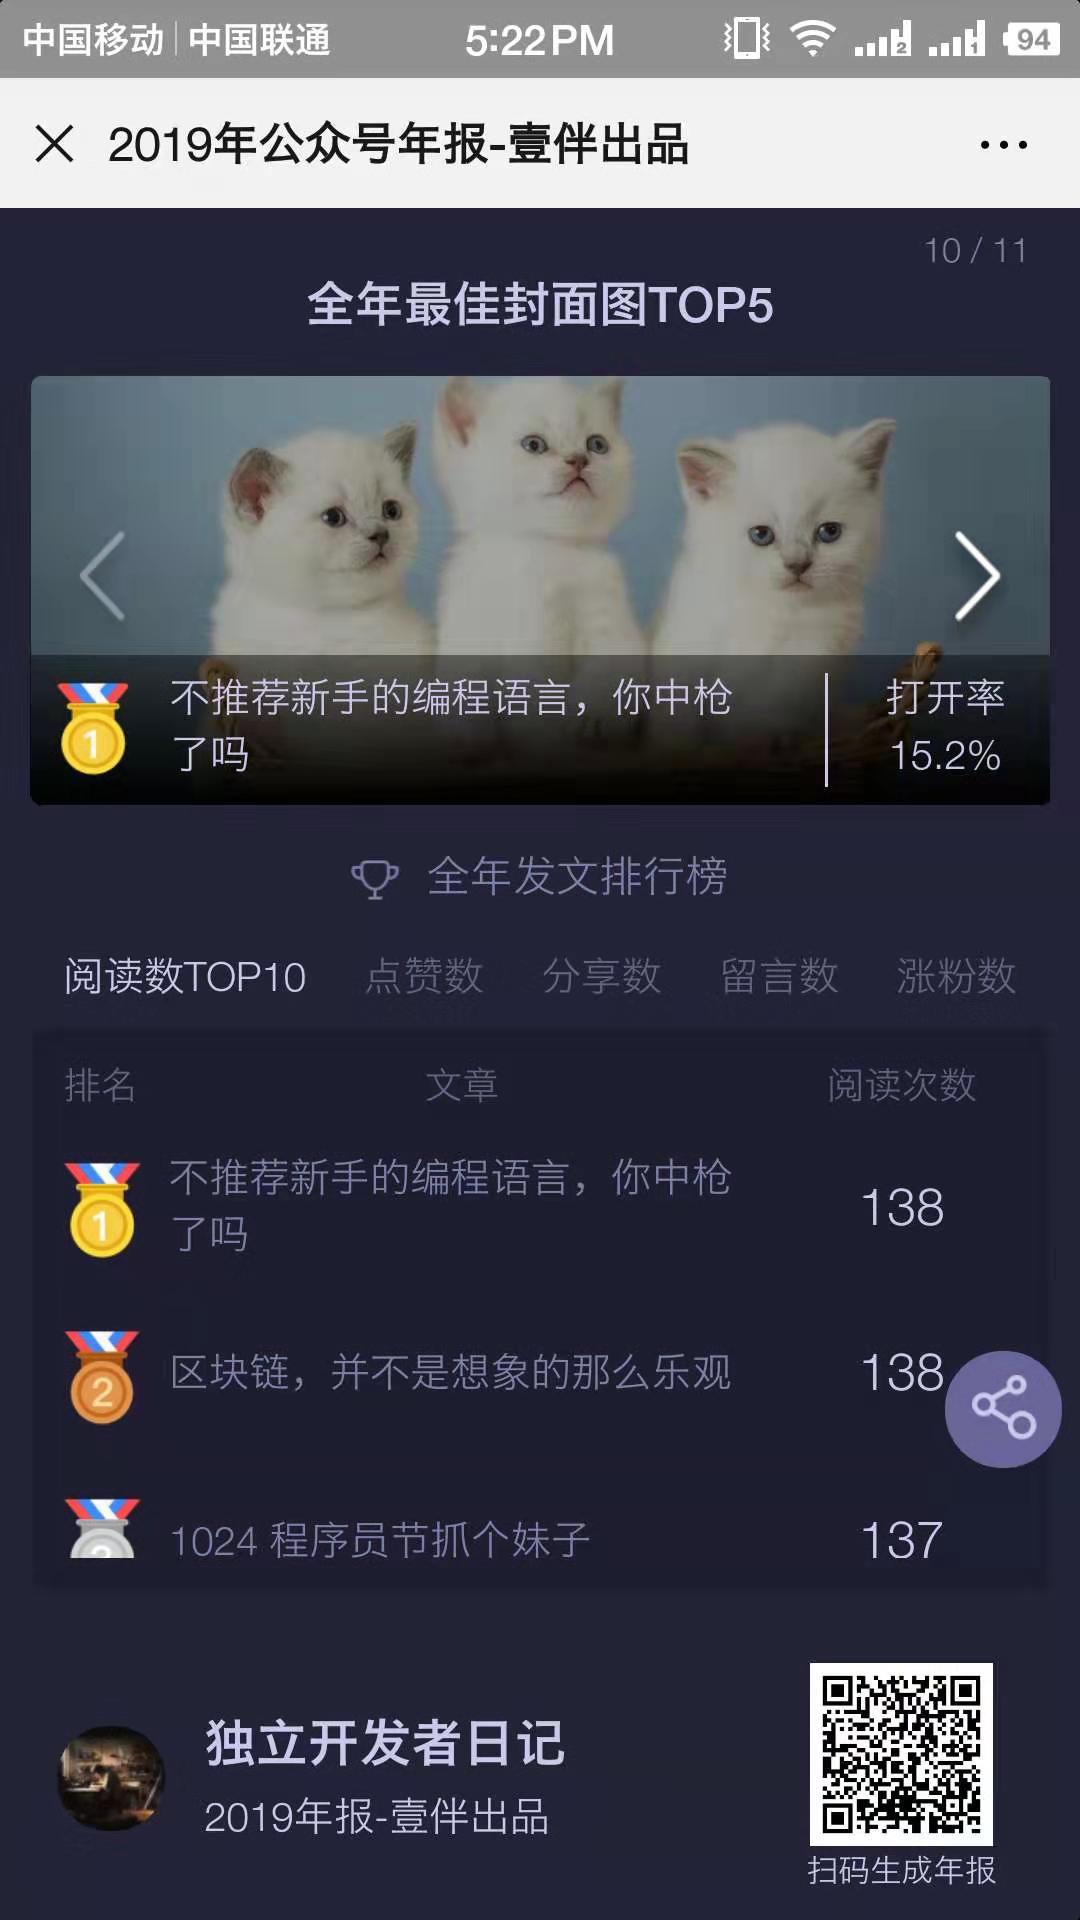 中国移动 中国联通 5:22PM 2 1 94
2019年公众号年报-壹伴出品
10 / 11
全年最佳封面图TOP5
1 不推荐新手的编程语言，你中枪 打开率
了吗 15.2%
全年发文排行榜
阅读数TOP10 点赞数 分享数 留言数 涨粉数
排名 文章 阅读次数
1 不推荐新手的编程语言，你中枪 138
了吗
2 区块链，并不是想象的那么乐观 138
1024 程序员节抓个妹子 137
独立开发者日记
2019年报-壹伴出品
扫码生成年报